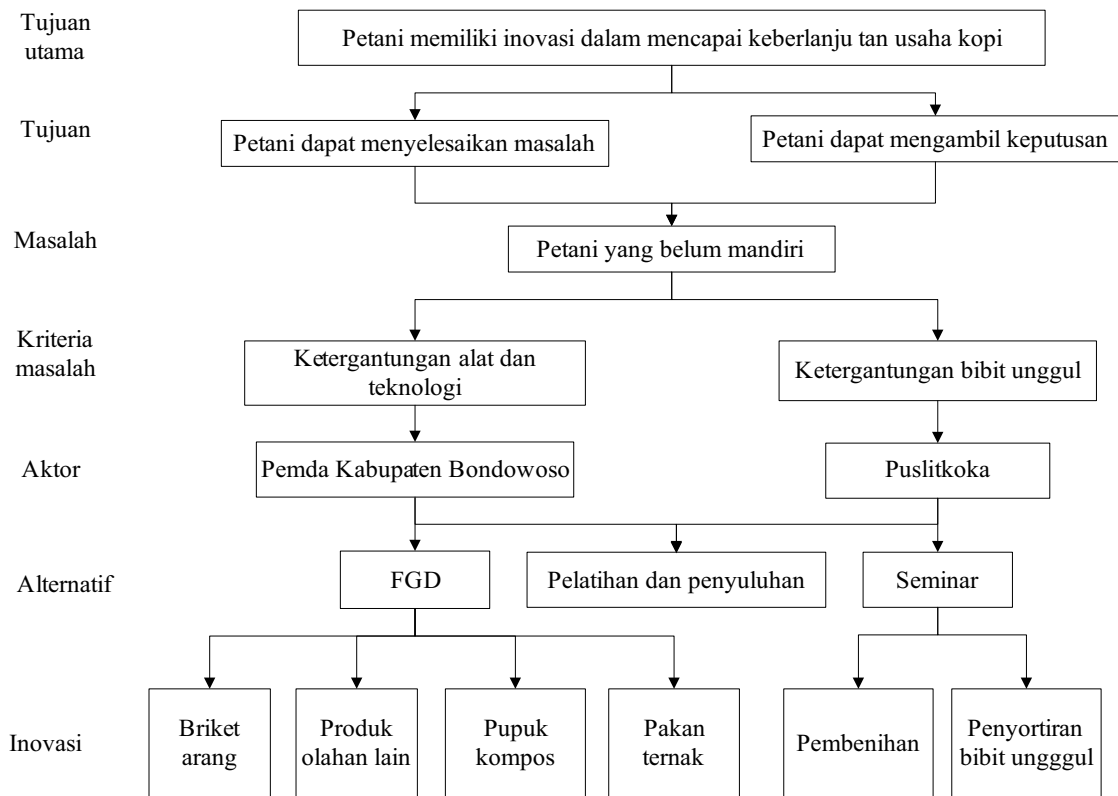 Tujuan
utama
Petani memiliki inovasi dalam mencapai keberlanju tan usaha kopi
Tujuan
Petani dapat menyelesaikan masalah
Petani dapat mengambil keputusan
Masalah
Petani yang belum mandiri
Kriteria
masalah
Ketergantungan alat dan
teknologi
Ketergantungan bibit unggul
Aktor
Pemda Kabupaten Bondowoso
Puslitkoka
Alternatif
FGD
Pelatihan dan penyuluhan
Seminar
Inovasi
Briket
arang
Produk
olahan lain
Pupuk
kompos
Pakan
ternak
Pembenihan
Penyortiran
bibit ungggul